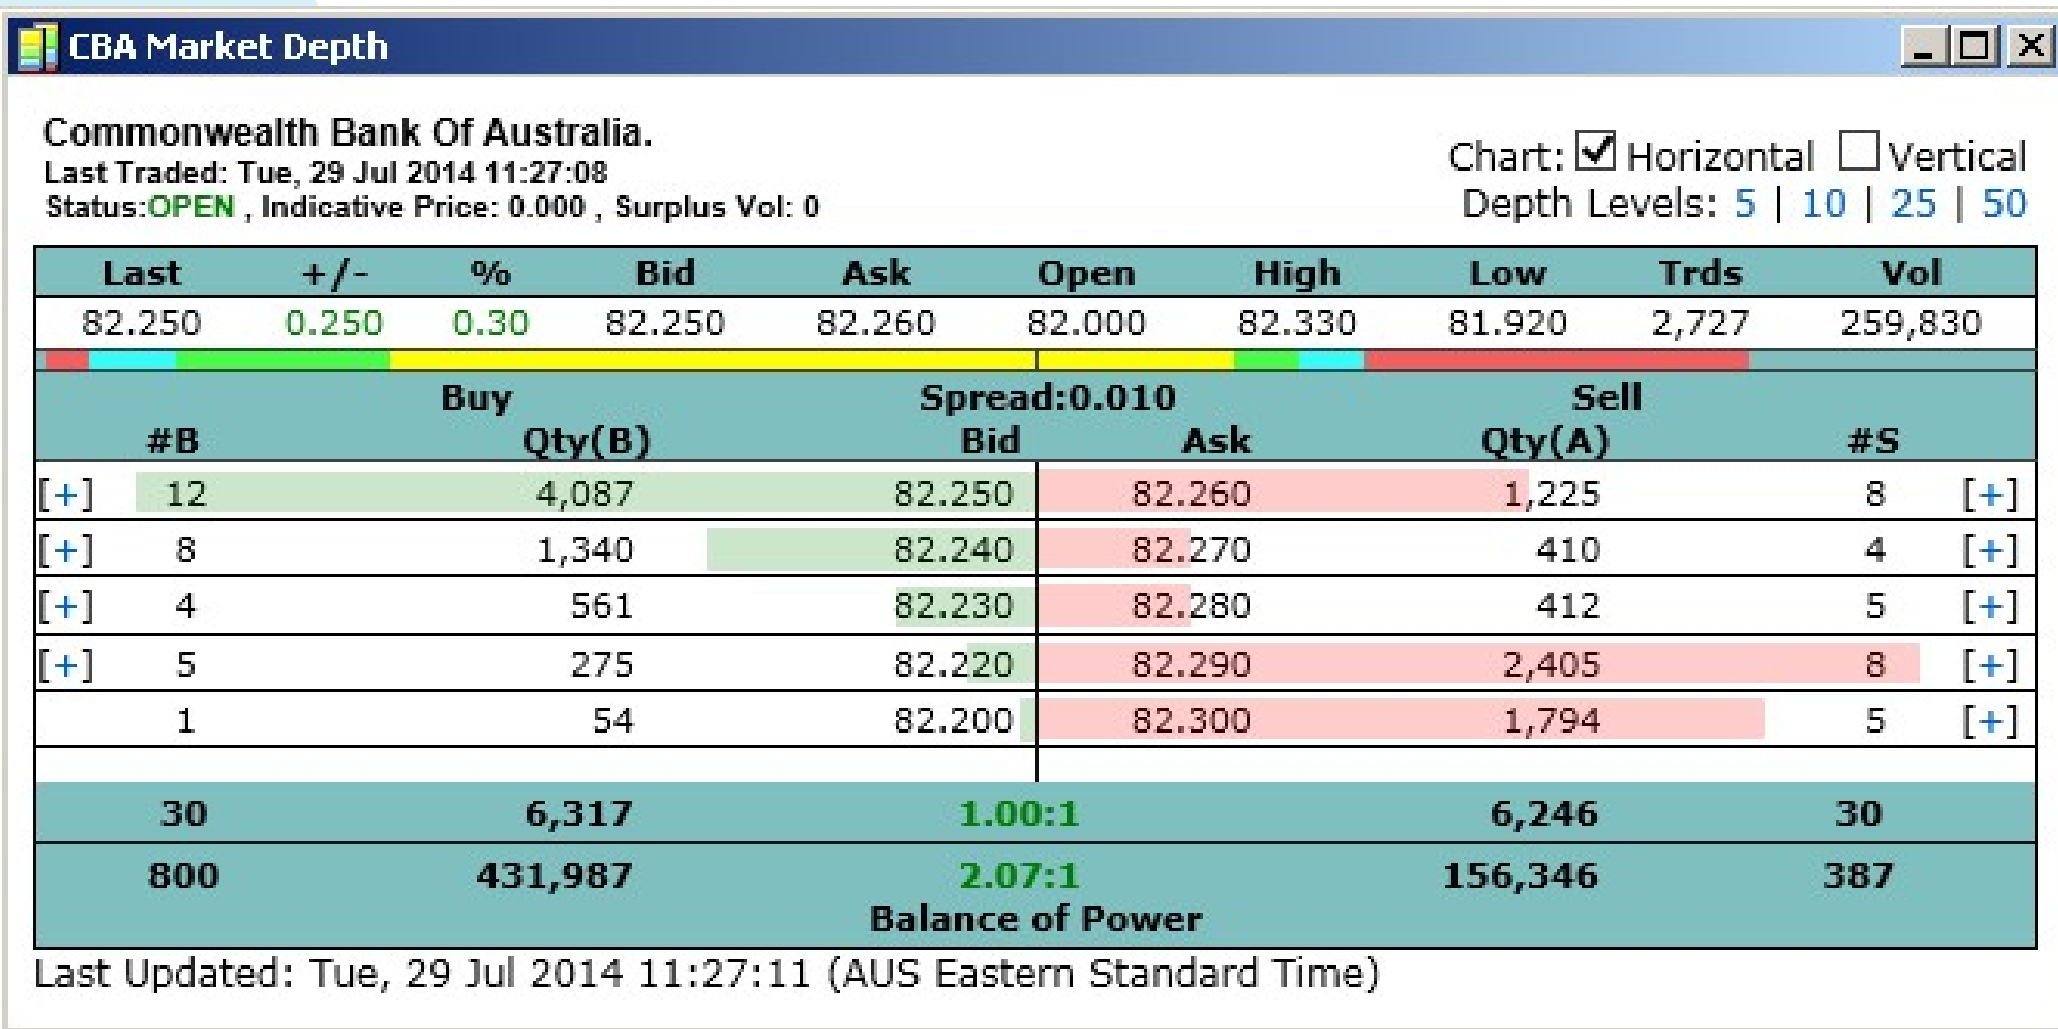 CBA Market Depth
Commonwealth Bank Of Australia.
Last Traded: Tue, 29 Jul 2014 11:27:08
Status:OPEN , Indicative Price: 0.000 , Surplus Vol: 0
Chart: Horizontal Vertical
Depth Levels: 5 | 10 | 25 | 50
Last +/- % Bid Ask Open High Low Trds Vol
82.250 0.250 0.30 82.250 82.260 82.000 82.330 81.920 2,727 259,830
Buy Spread:0.010 Sell
#B Qty(B) Bid Ask Qty(A) #S
[+] 12 4,087 82.250 82.260 1,225 8 [+]
[+] 8 1,340 82.240 82.270 410 4 [+]
[+] 4 561 82.230 82.280 412 5 [+]
[+] 5 275 82.220 82.290 2,405 8 [+]
1 54 82.200 82.300 1,794 5 [+]
30 6,317 1.00:1 6,246 30
800 431,987 2.07:1 156,346 387
Balance of Power
Last Updated: Tue, 29 Jul 2014 11:27:11 (AUS Eastern Standard Time)